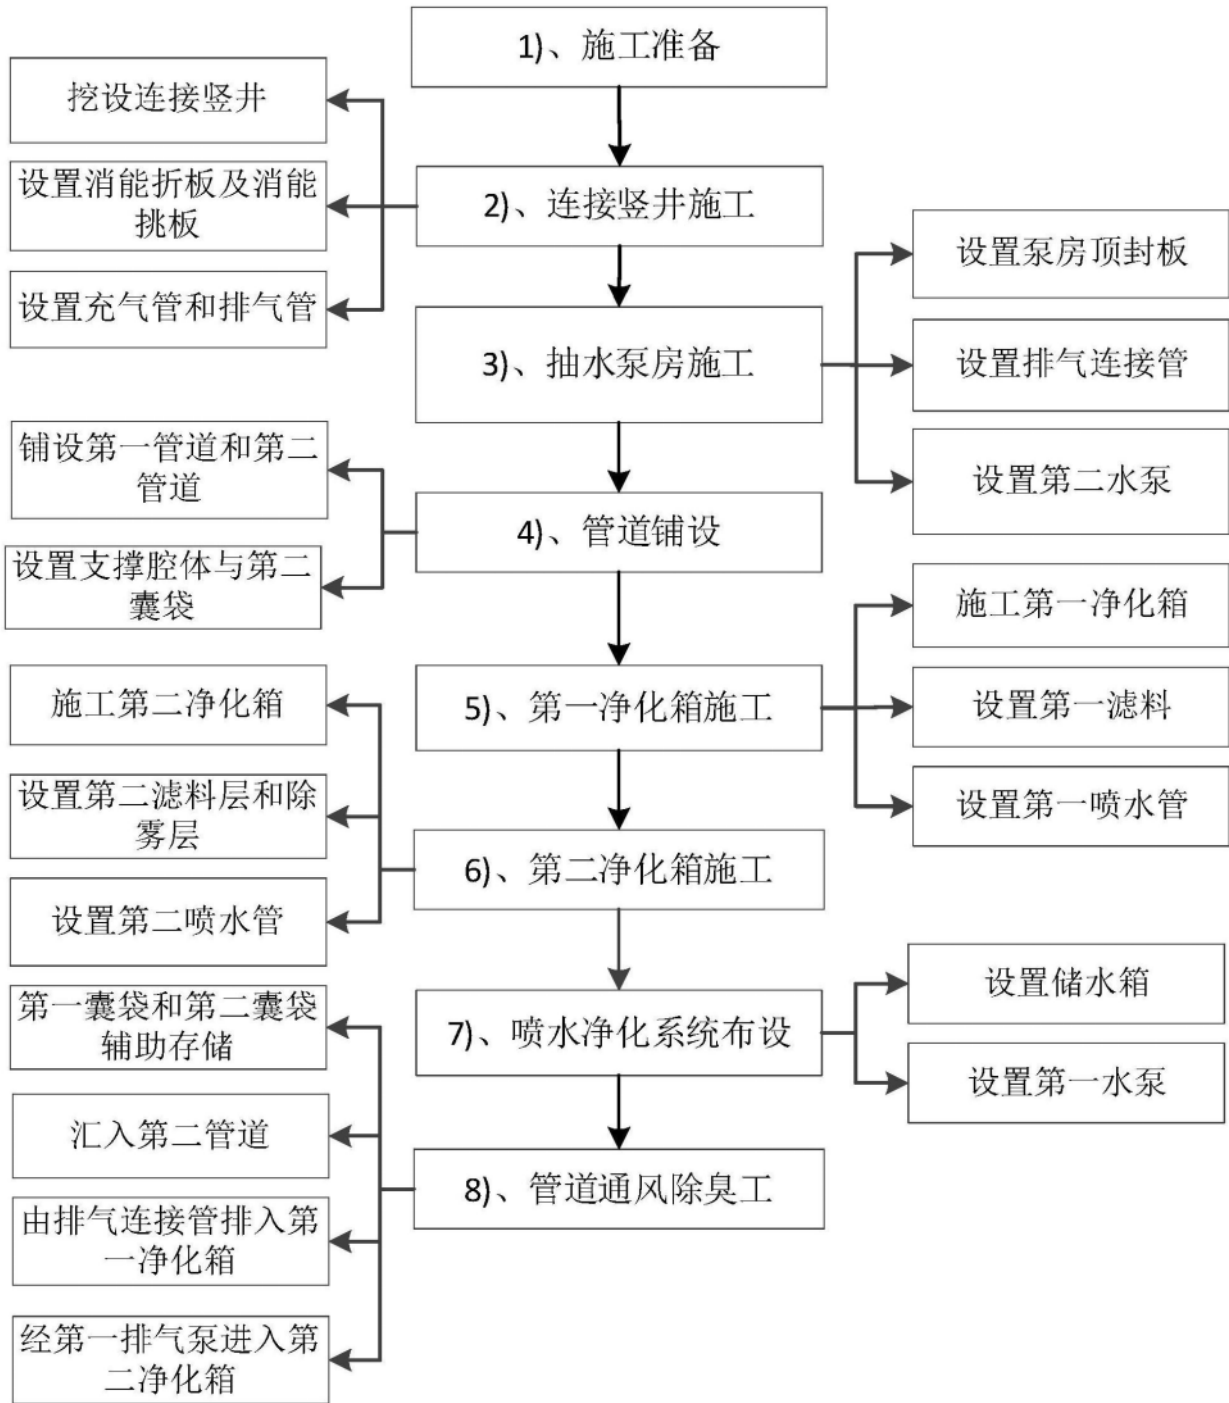 1)、施工准备
挖设连接竖井
设置消能折板及消能
挑板
设置充气管和排气管
2)、连接竖井施工
3)、抽水泵房施工
设置泵房顶封板
设置排气连接管
设置第二水泵
铺设第一管道和第二
管道
设置支撑腔体与第二
囊袋
4)、管道铺设
5)、第一净化箱施工
施工第一净化箱
设置第一滤料
设置第一喷水管
施工第二净化箱
设置第二滤料层和除
雾层
设置第二喷水管
6)、第二净化箱施工
7)、喷水净化系统布设
设置储水箱
设置第一水泵
第一囊袋和第二囊袋
辅助存储
汇入第二管道
由排气连接管排入第
一净化箱
经第一排气泵进入第
二净化箱
8)、管道通风除臭工